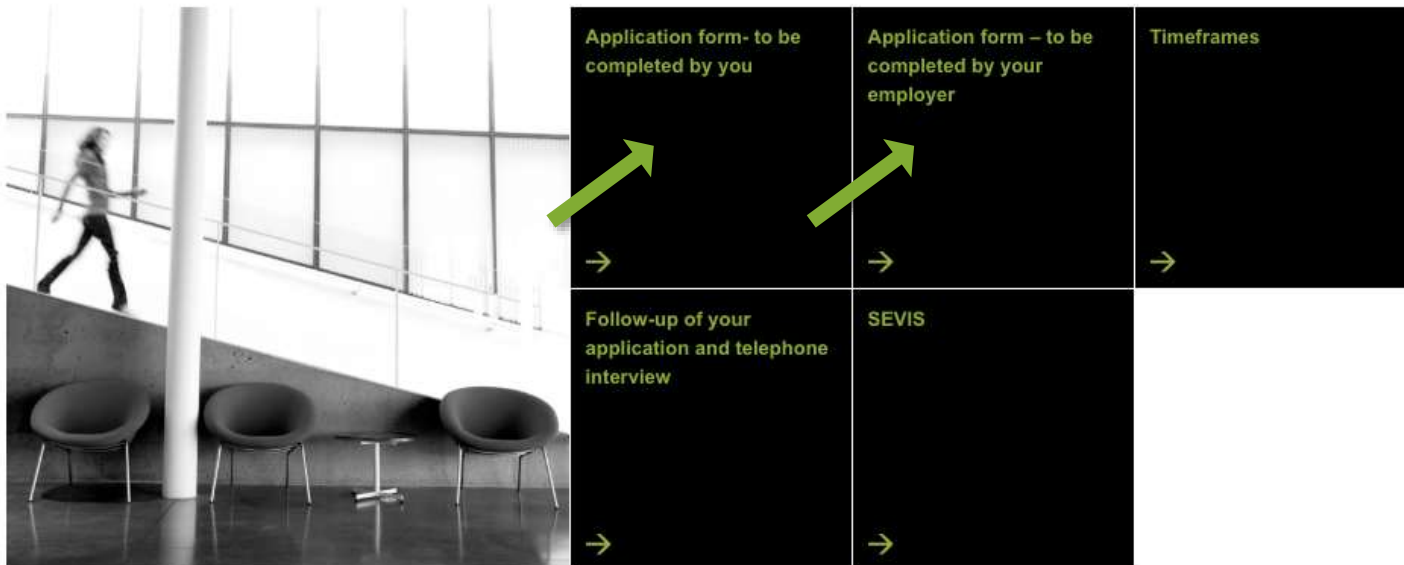 Application form- to be
completed by you
Application form – to be
completed by your
employer
Timeframes
Follow-up of your
application and telephone
interview
SEVIS